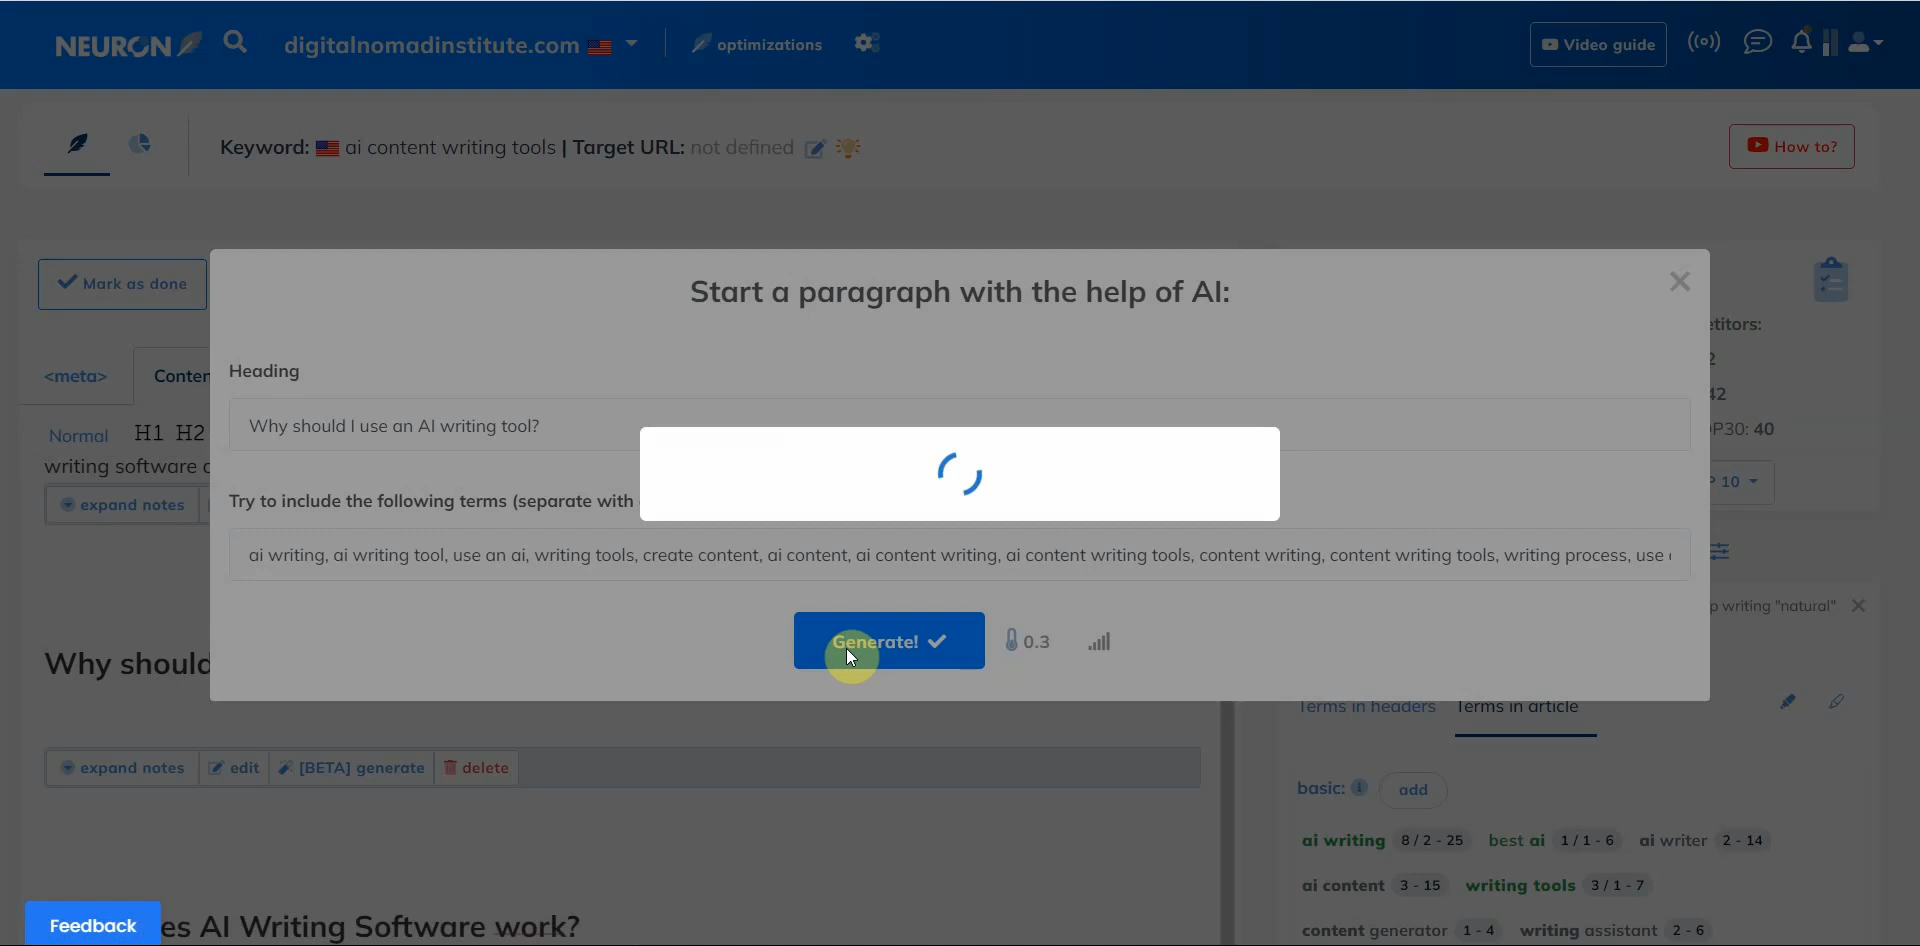 NEURON digitalnomadinstitute.com optimizations Video guide
Keyword: ai content writing tools | Target URL: not defined How to?
Mark as done
Start a paragraph with the help of AI:
etitors:
2
<meta> Conten
Heading
42
Normal H1 H2
Why should I use an AI writing tool?
OP30: 40
writing software
P 10
expand notes
Try to include the following terms (separate with
ai writing, ai writing tool, use an ai, writing tools, create content, ai content, ai content writing, ai content writing tools, content writing, content writing tools, writing process, use
p writing "natural"
Generate! 0.3
Why should
Terms in headers Terms in article
expand notes edit [BETA] generate delete
basic: add
ai writing 8 / 2 - 25 best ai 1 / 1 - 6 ai writer 2 - 14
ai content 3 - 15 writing tools 3 / 1 - 7
Feedback es AI Writing Software work?
content generator 1 - 4 writing assistant 2 - 6